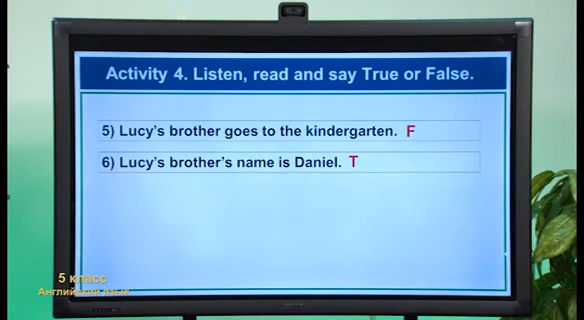 Activity 4. Listen, read and say True or False.
5) Lucy’s brother goes to the kindergarten. F
6) Lucy’s brother’s name is Daniel. T
5 класс
Английский язык